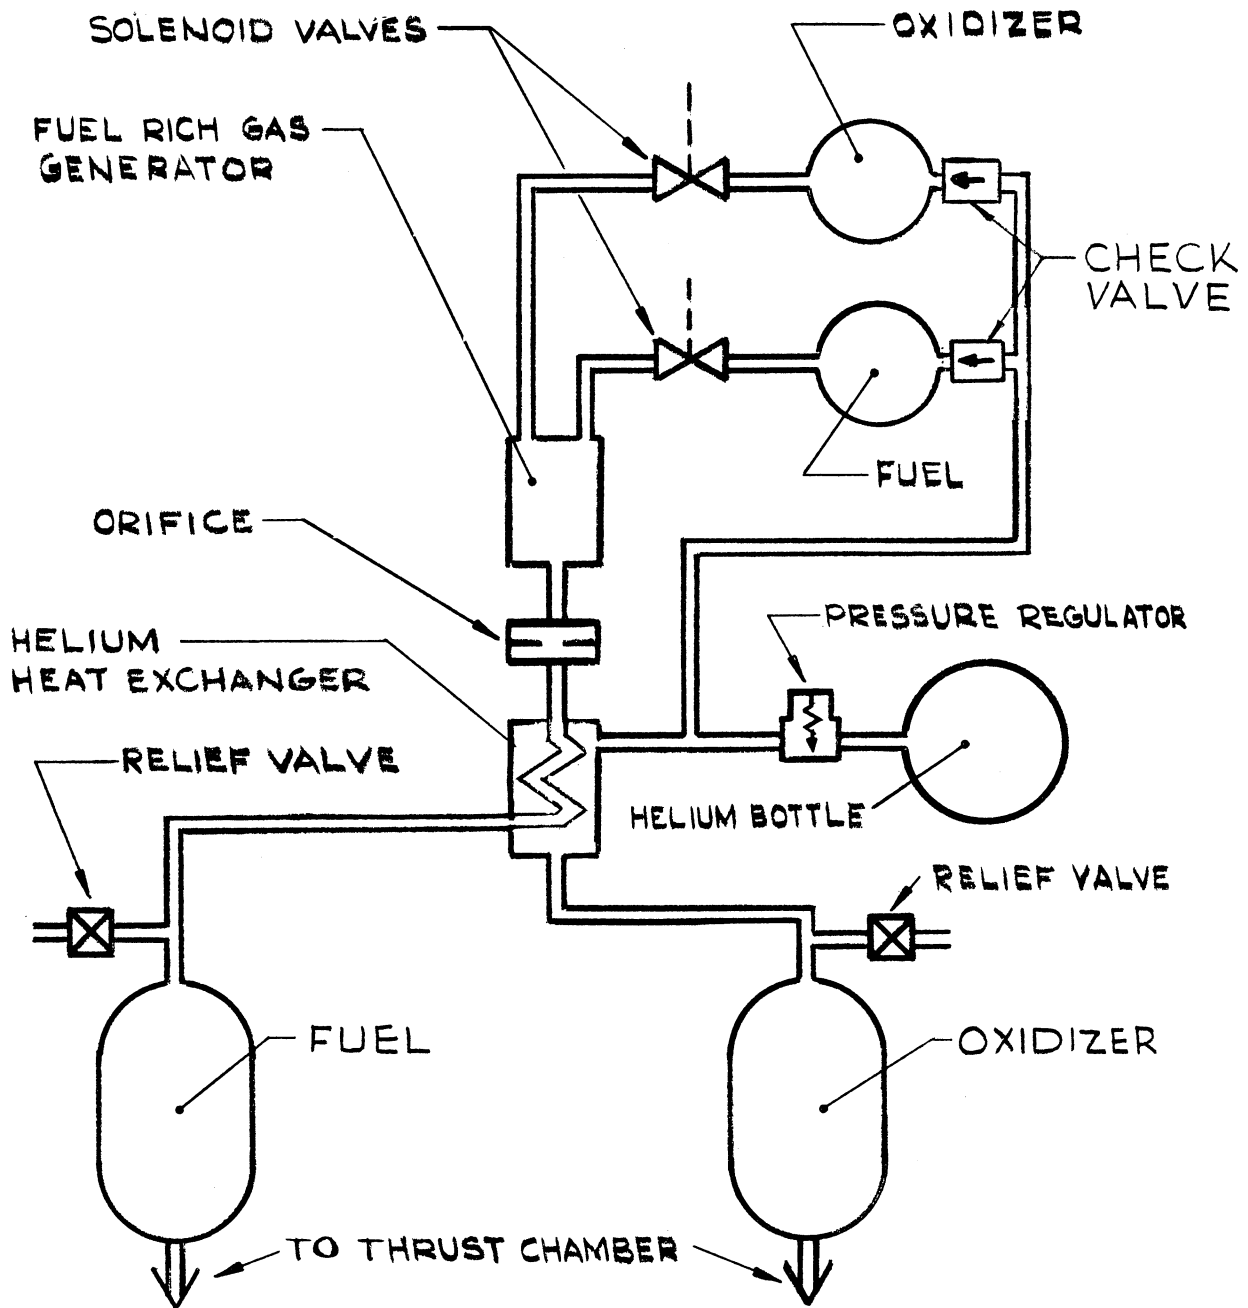 SOLENOID VALVES
OXIDIZER
FUEL RICH GAS
GENERATOR
CHECK
VALVE
FUEL
ORIFICE
PRESSURE REGULATOR
HELIUM
HEAT EXCHANGER
RELIEF VALVE
HELIUM BOTTLE
RELIEF VALVE
FUEL
OXIDIZER
TO THRUST CHAMBER